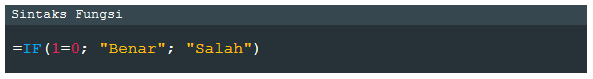 Sintaks Fungsi
=IF(1=0; "Benar"; "Salah")